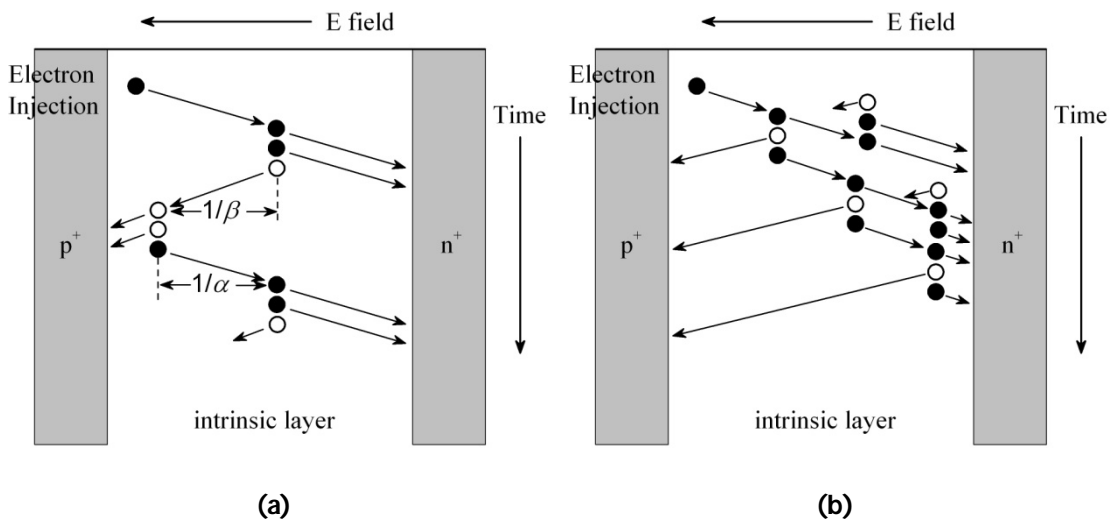 E field
Electron
Injection
Time
1/β
p⁺
n⁺
1/α
intrinsic layer
(a)
E field
Electron
Injection
Time
p⁺
n⁺
intrinsic layer
(b)